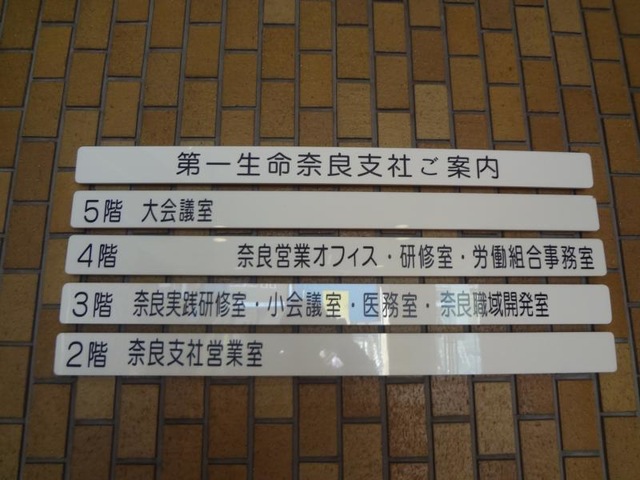 第一生命奈良支社ご案内
5階 大会議室
4階 奈良営業オフィス・研修室・労働組合事務室
3階 奈良実践研修室・小会議室・医務室・奈良職域開発室
2階 奈良支社営業室